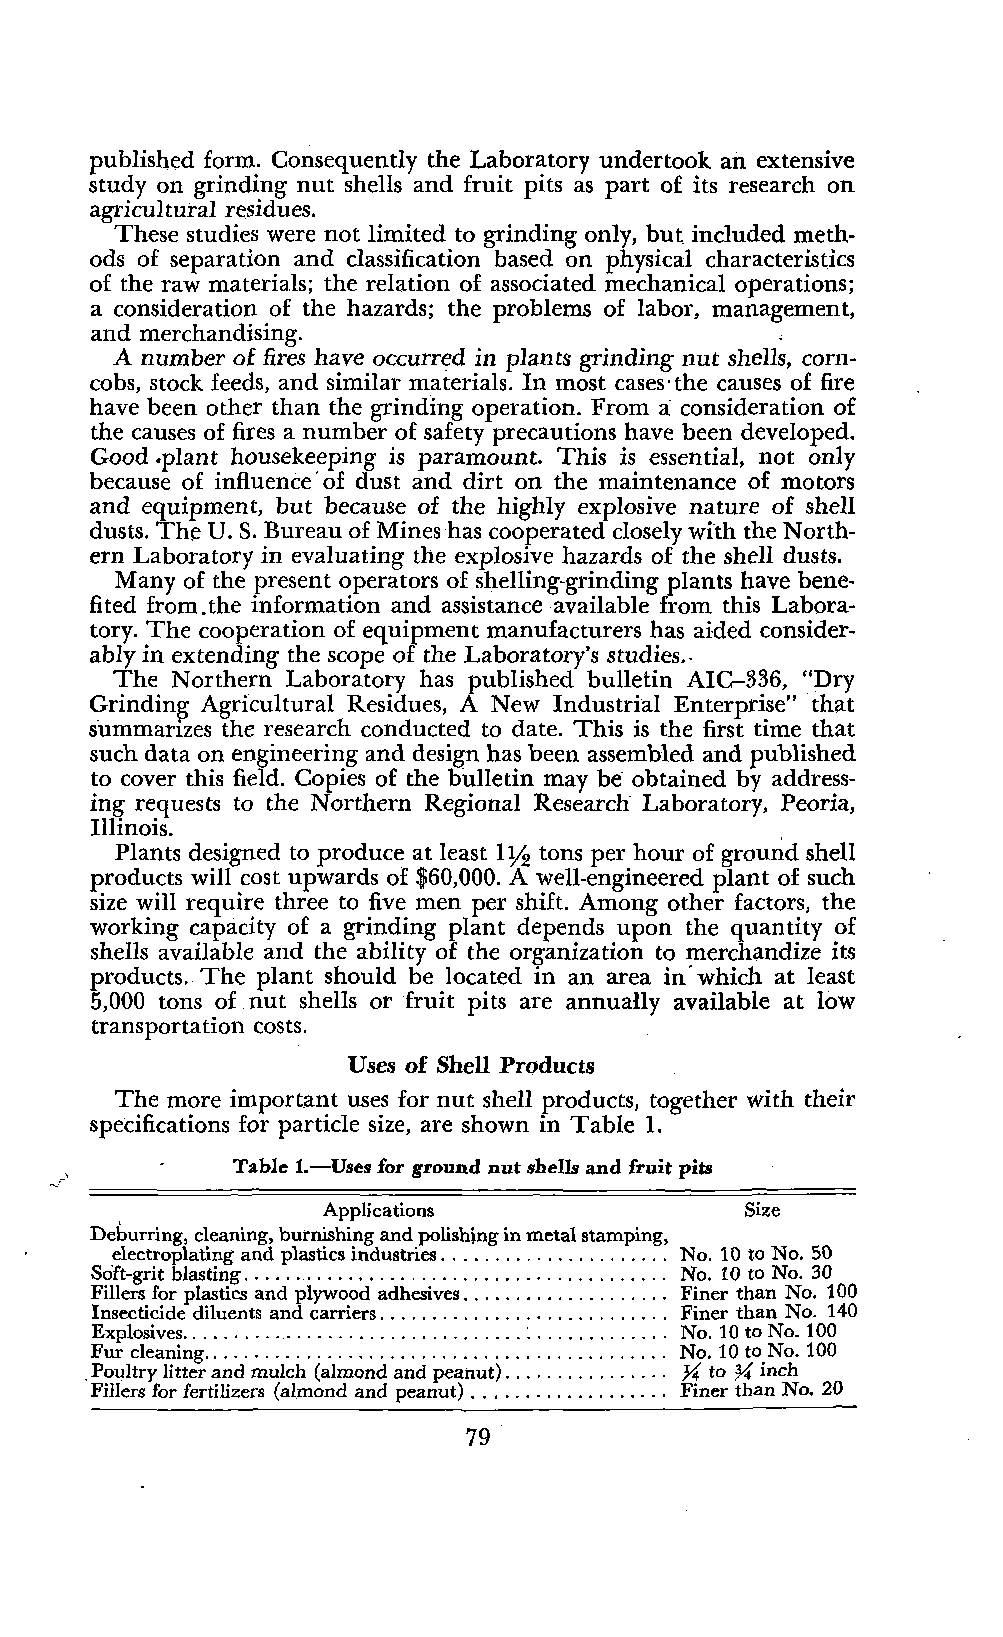 published form. Consequently the Laboratory undertook an extensive
study on grinding nut shells and fruit pits as part of its research on
agricultural residues.
These studies were not limited to grinding only, but included meth-
ods of separation and classification based on physical characteristics
of the raw materials; the relation of associated mechanical operations;
a consideration of the hazards; the problems of labor, management,
and merchandising.
A number of fires have occurred in plants grinding nut shells, corn-
cobs, stock feeds, and similar materials. In most cases the causes of fire
have been other than the grinding operation. From a consideration of
the causes of fires a number of safety precautions have been developed.
Good plant housekeeping is paramount. This is essential, not only
because of influence of dust and dirt on the maintenance of motors
and equipment, but because of the highly explosive nature of shell
dusts. The U. S. Bureau of Mines has cooperated closely with the North-
ern Laboratory in evaluating the explosive hazards of the shell dusts.
Many of the present operators of shelling-grinding plants have bene-
fited from the information and assistance available from this Labora-
tory. The cooperation of equipment manufacturers has aided consider-
ably in extending the scope of the Laboratory's studies.
The Northern Laboratory has published bulletin AIC–336, "Dry
Grinding Agricultural Residues, A New Industrial Enterprise" that
summarizes the research conducted to date. This is the first time that
such data on engineering and design has been assembled and published
to cover this field. Copies of the bulletin may be obtained by address-
ing requests to the Northern Regional Research Laboratory, Peoria,
Illinois.
Plants designed to produce at least 1½ tons per hour of ground shell
products will cost upwards of $60,000. A well-engineered plant of such
size will require three to five men per shift. Among other factors, the
working capacity of a grinding plant depends upon the quantity of
shells available and the ability of the organization to merchandize its
products. The plant should be located in an area in which at least
5,000 tons of nut shells or fruit pits are annually available at low
transportation costs.
Uses of Shell Products
The more important uses for nut shell products, together with their
specifications for particle size, are shown in Table 1.
Table 1.—Uses for ground nut shells and fruit pits
Applications Size
Deburring, cleaning, burnishing and polishing in metal stamping,
electroplating and plastics industries...................... No. 10 to No. 50
Soft-grit blasting........................................ No. 10 to No. 30
Fillers for plastics and plywood adhesives.................... Finer than No. 100
Insecticide diluents and carriers............................ Finer than No. 140
Explosives.............................................. No. 10 to No. 100
Fur cleaning............................................ No. 10 to No. 100
Poultry litter and mulch (almond and peanut)................ ¼ to ¾ inch
Fillers for fertilizers (almond and peanut)................... Finer than No. 20
79